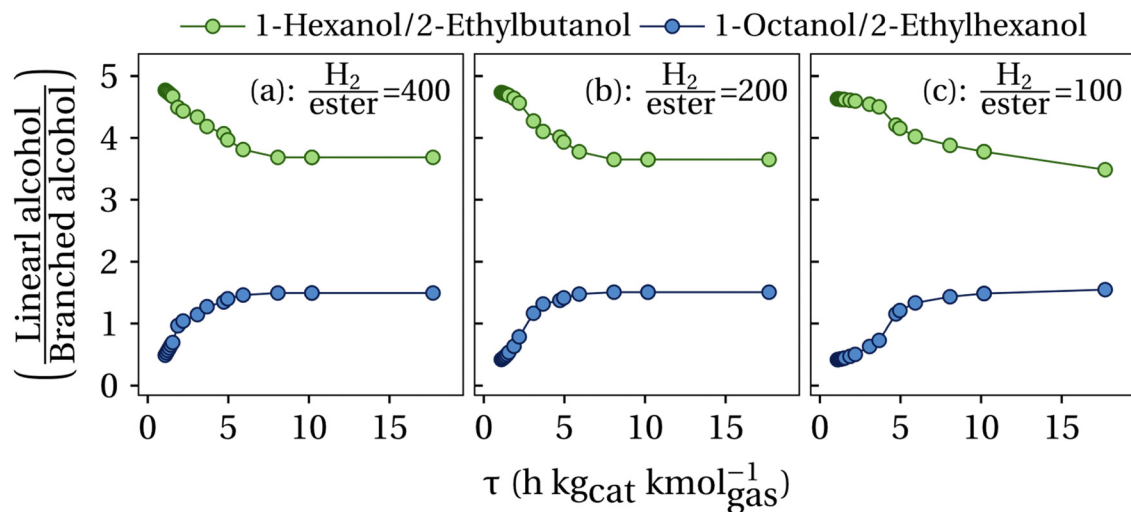 1-Hexanol/2-Ethylbutanol 1-Octanol/2-Ethylhexanol
(Linearl alcohol / Branched alcohol)
5
4
3
2
1
0
(a): H2/ester=400
(b): H2/ester=200
(c): H2/ester=100
0 5 10 15 0 5 10 15 0 5 10 15
τ (h kgcat kmol−1gas)